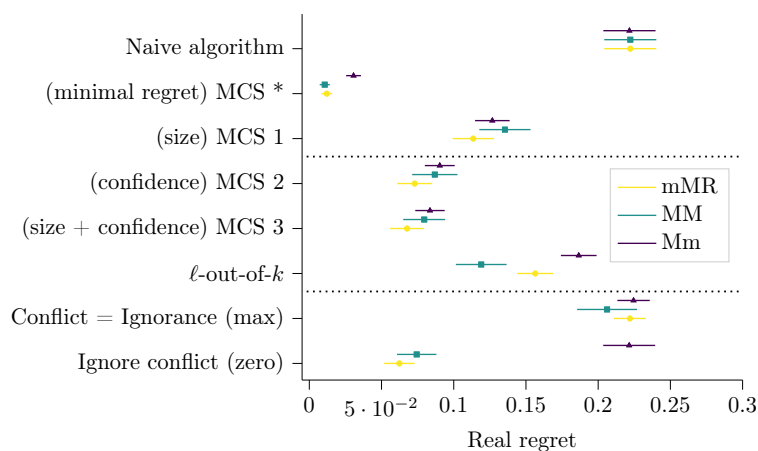 Naive algorithm
(minimal regret) MCS *
(size) MCS 1
(confidence) MCS 2
(size + confidence) MCS 3
ℓ-out-of-k
Conflict = Ignorance (max)
Ignore conflict (zero)
mMR
MM
Mm
0 5 · 10⁻² 0.1 0.15 0.2 0.25 0.3
Real regret